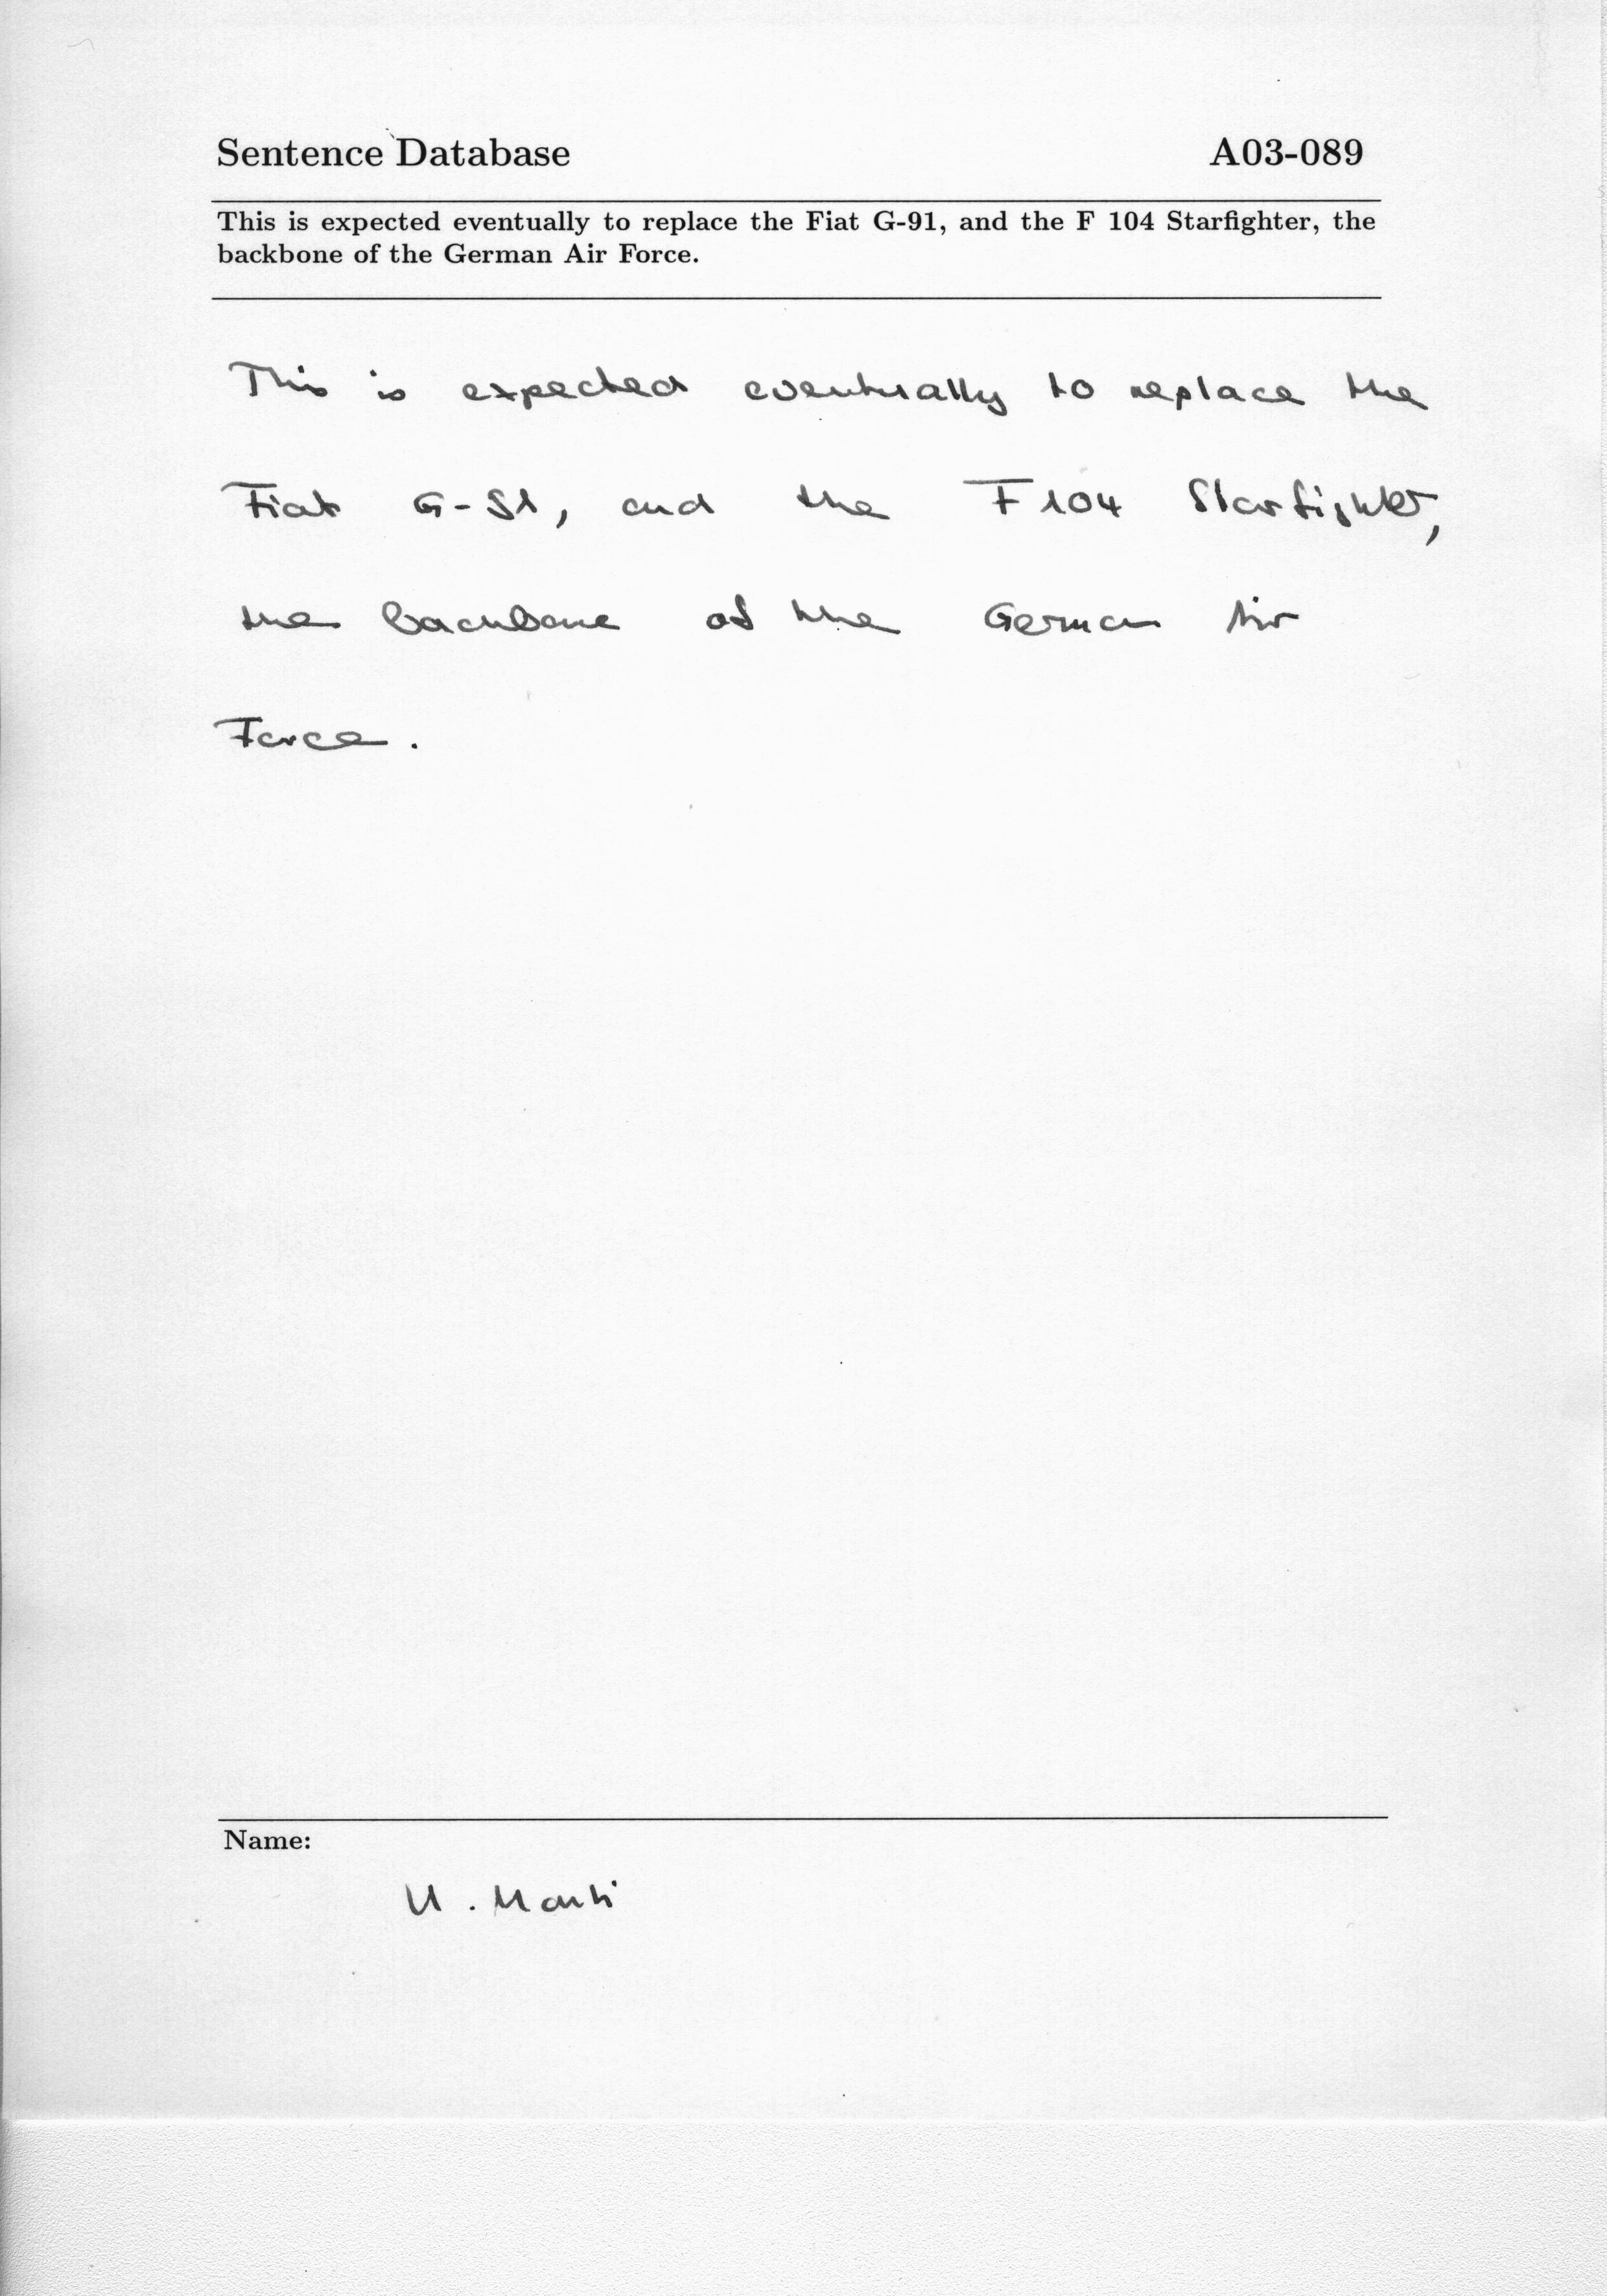 Sentence Database A03-089
This is expected eventually to replace the Fiat G-91, and the F 104 Starfighter, the
backbone of the German Air Force.
This is expected eventually to replace the
Fiat G-91, and the F 104 Starfighter,
the backbone of the German Air
Force.
Name:
U. Marti